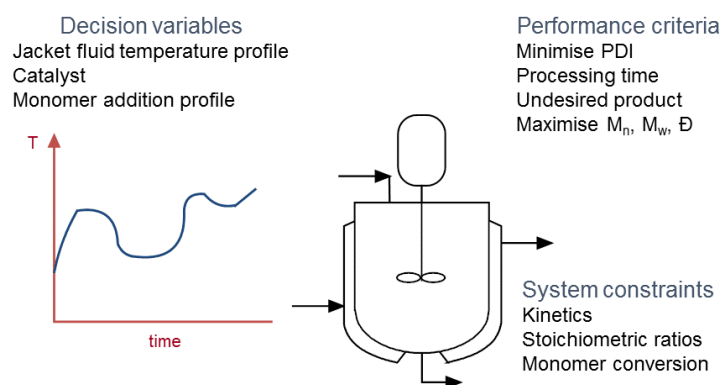 Decision variables
Jacket fluid temperature profile
Catalyst
Monomer addition profile
T
time
Performance criteria
Minimise PDI
Processing time
Undesired product
Maximise Mₙ, M_w, Đ
System constraints
Kinetics
Stoichiometric ratios
Monomer conversion